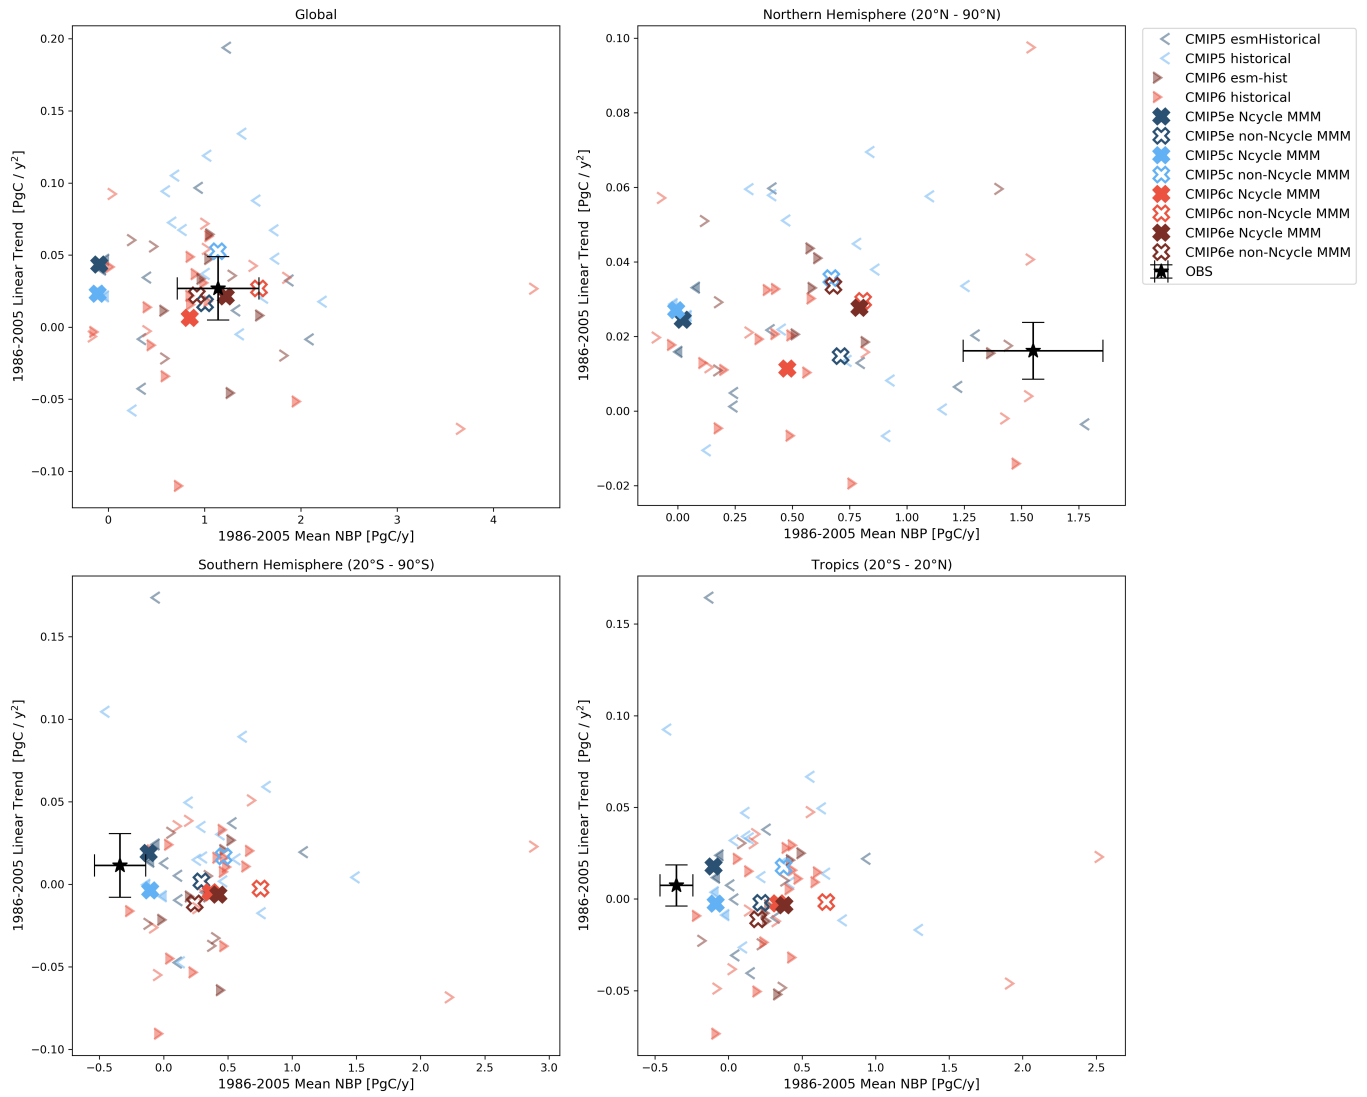 Global
0.20
0.15
0.10
0.05
0.00
−0.05
−0.10
0
1
2
3
4
1986-2005 Linear Trend [PgC / y²]
1986-2005 Mean NBP [PgC/y]
Northern Hemisphere (20°N - 90°N)
0.10
0.08
0.06
0.04
0.02
0.00
−0.02
0.00
0.25
0.50
0.75
1.00
1.25
1.50
1.75
1986-2005 Linear Trend [PgC / y²]
1986-2005 Mean NBP [PgC/y]
CMIP5 esmHistorical
CMIP5 historical
CMIP6 esm-hist
CMIP6 historical
CMIP5e Ncycle MMM
CMIP5e non-Ncycle MMM
CMIP5c Ncycle MMM
CMIP5c non-Ncycle MMM
CMIP6c Ncycle MMM
CMIP6c non-Ncycle MMM
CMIP6e Ncycle MMM
CMIP6e non-Ncycle MMM
OBS
Southern Hemisphere (20°S - 90°S)
0.15
0.10
0.05
0.00
−0.05
−0.10
−0.5
0.0
0.5
1.0
1.5
2.0
2.5
3.0
1986-2005 Linear Trend [PgC / y²]
1986-2005 Mean NBP [PgC/y]
Tropics (20°S - 20°N)
0.15
0.10
0.05
0.00
−0.05
−0.5
0.0
0.5
1.0
1.5
2.0
2.5
1986-2005 Linear Trend [PgC / y²]
1986-2005 Mean NBP [PgC/y]